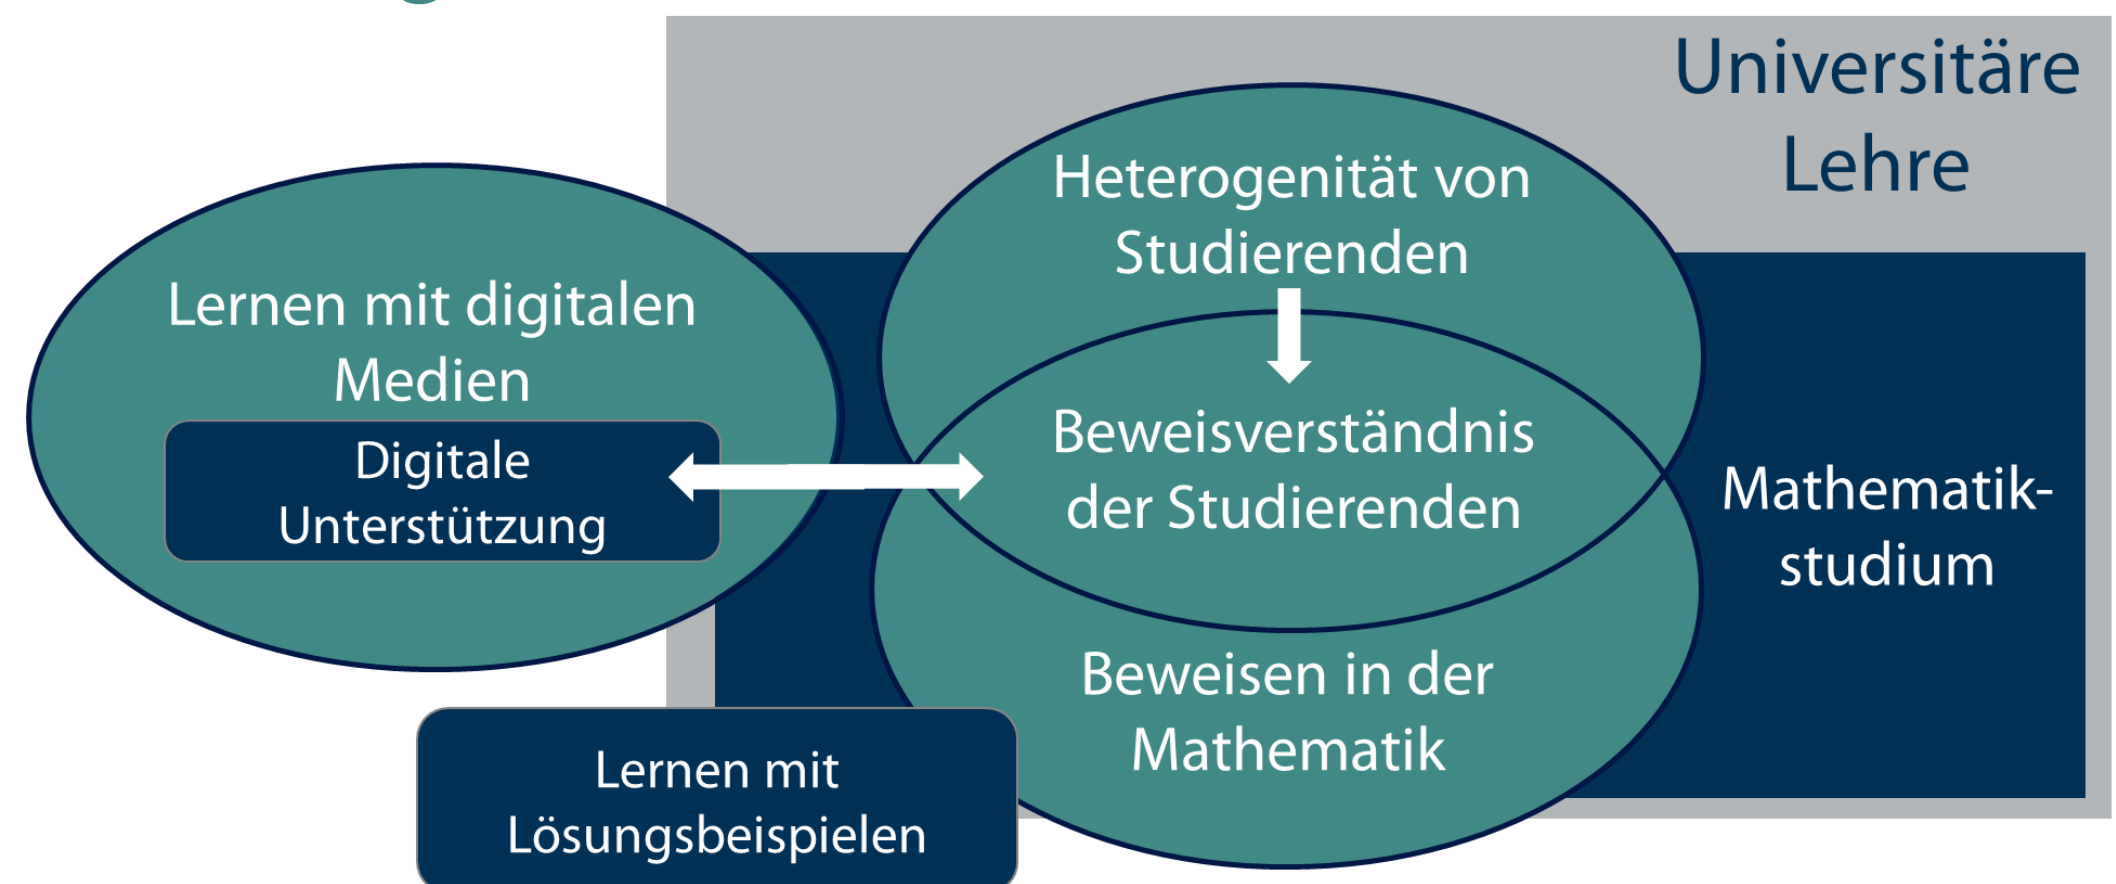 Universitäre
Lehre
Heterogenität von
Studierenden
Lernen mit digitalen
Medien
Digitale
Unterstützung
Beweisverständnis
der Studierenden
Mathematik-
studium
Beweisen in der
Mathematik
Lernen mit
Lösungsbeispielen